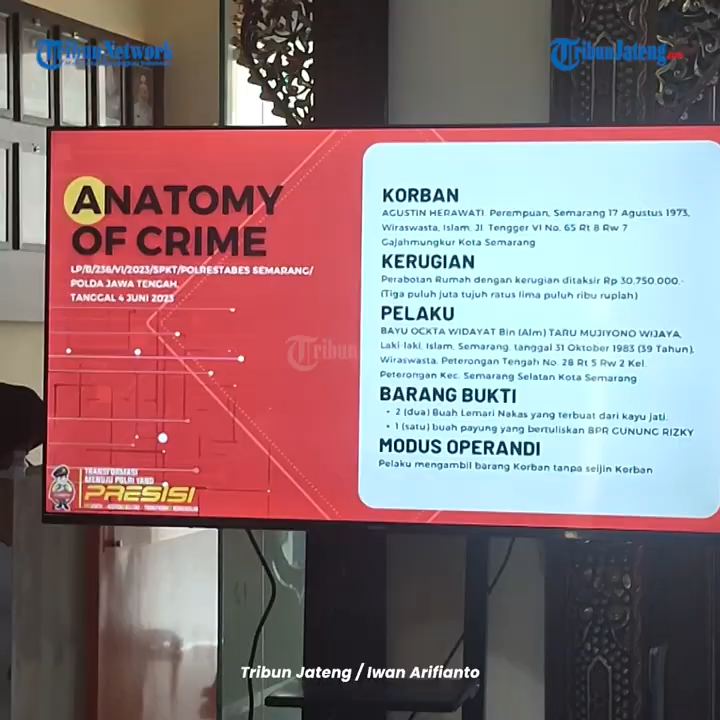 Tribun Network
TribunJateng.com
ANATOMY
OF CRIME
LP/B/236/VI/2023/SPKT/POLRESTABES SEMARANG/
POLDA JAWA TENGAH.
TANGGAL 4 JUNI 2023
KORBAN
AGUSTIN HERAWATI, Perempuan, Semarang 17 Agustus 1973,
Wiraswasta, Islam, Jl. Tengger VI No. 65 Rt 8 Rw 7
Gajahmungkur Kota Semarang
KERUGIAN
Perabotan Rumah dengan kerugian ditaksir Rp 30.750.000,-
(Tiga puluh juta tujuh ratus lima puluh ribu rupiah)
PELAKU
BAYU OCKTA WIDAYAT Bin (Alm) TARU MUJIYONO WIJAYA,
Laki-laki, Islam, Semarang, tanggal 31 Oktober 1983 (39 Tahun),
Wiraswasta, Peterongan Tengah No. 28 Rt 5 Rw 2 Kel.
Peterongan Kec. Semarang Selatan Kota Semarang
BARANG BUKTI
• 2 (dua) Buah Lemari Nakas yang terbuat dari kayu jati.
• 1 (satu) buah payung yang bertuliskan BPR GUNUNG RIZKY
MODUS OPERANDI
Pelaku mengambil barang Korban tanpa seijin Korban
Tribun
TRANSFORMASI
MENUJU POLRI YANG
PRESISI
Tribun Jateng / Iwan Arifianto